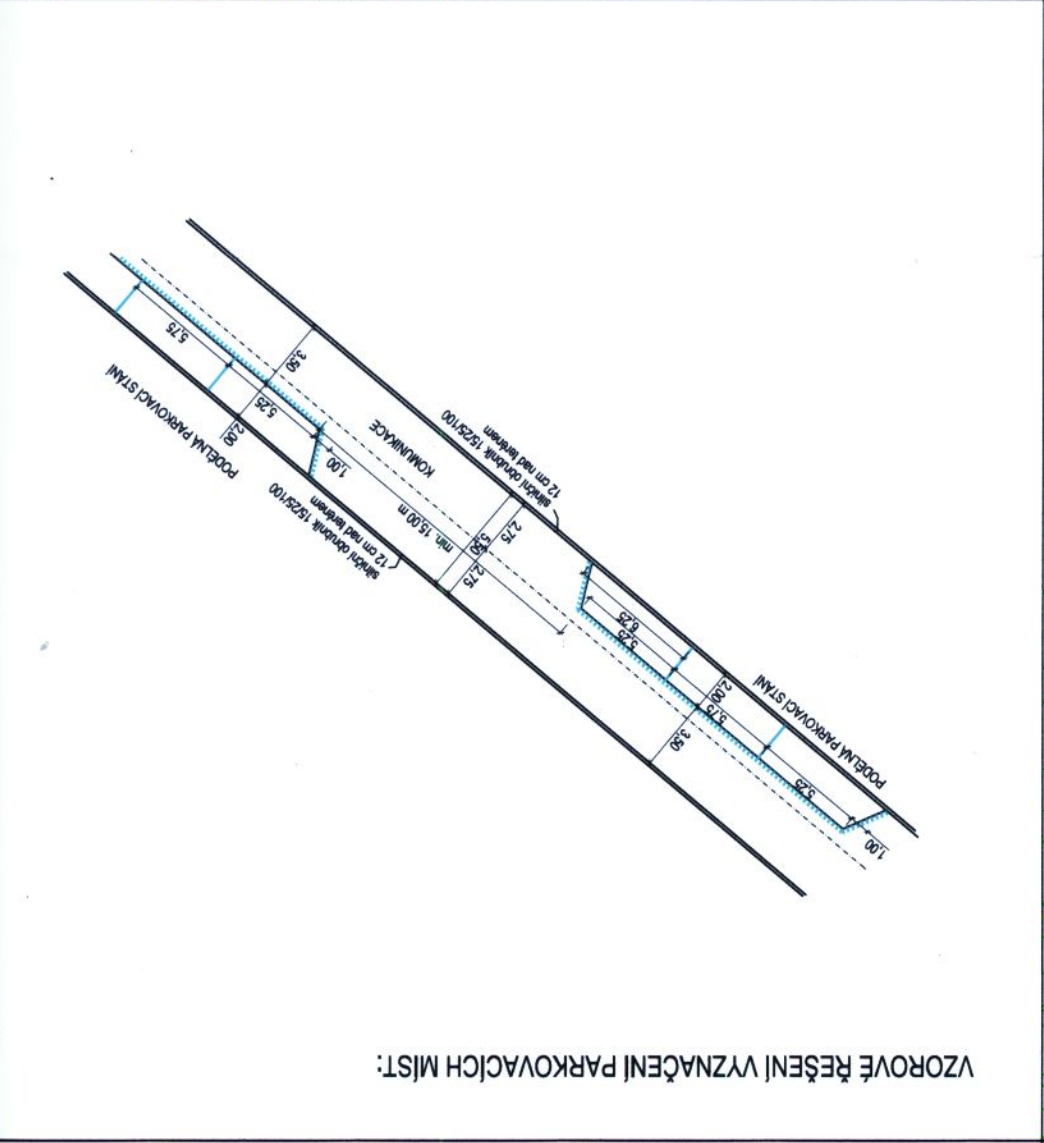 VZOROVÉ ŘEŠENÍ VYZNAČENÍ PARKOVACÍCH MÍST:
1,00
5,25
PODÉLNÁ PARKOVACÍ STÁNÍ
3,50
5,75
2,00
5,25
6,25
silniční obrubník 15/25/100
12 cm nad terénem
2,75
5,50
2,75
min. 15,00 m
KOMUNIKACE
silniční obrubník 15/25/100
12 cm nad terénem
1,00
5,25
2,00
3,50
PODÉLNÁ PARKOVACÍ STÁNÍ
5,75